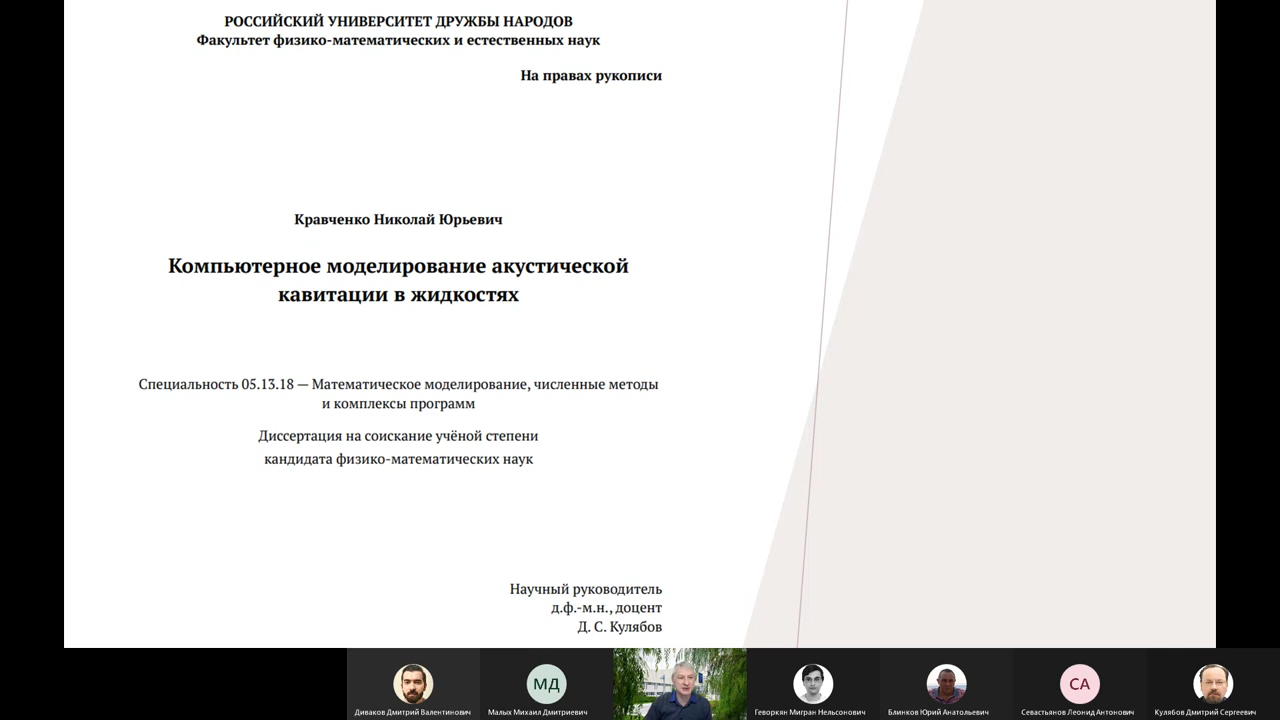 РОССИЙСКИЙ УНИВЕРСИТЕТ ДРУЖБЫ НАРОДОВ
Факультет физико-математических и естественных наук
На правах рукописи
Кравченко Николай Юрьевич
Компьютерное моделирование акустической
кавитации в жидкостях
Специальность 05.13.18 — Математическое моделирование, численные методы
и комплексы программ
Диссертация на соискание учёной степени
кандидата физико-математических наук
Научный руководитель
д.ф.-м.н., доцент
Д. С. Кулябов
МД
СА
Диваков Дмитрий Валентинович
Малых Михаил Дмитриевич
Геворкян Мигран Нельсонович
Блинков Юрий Анатольевич
Севастьянов Леонид Антонович
Кулябов Дмитрий Сергеевич